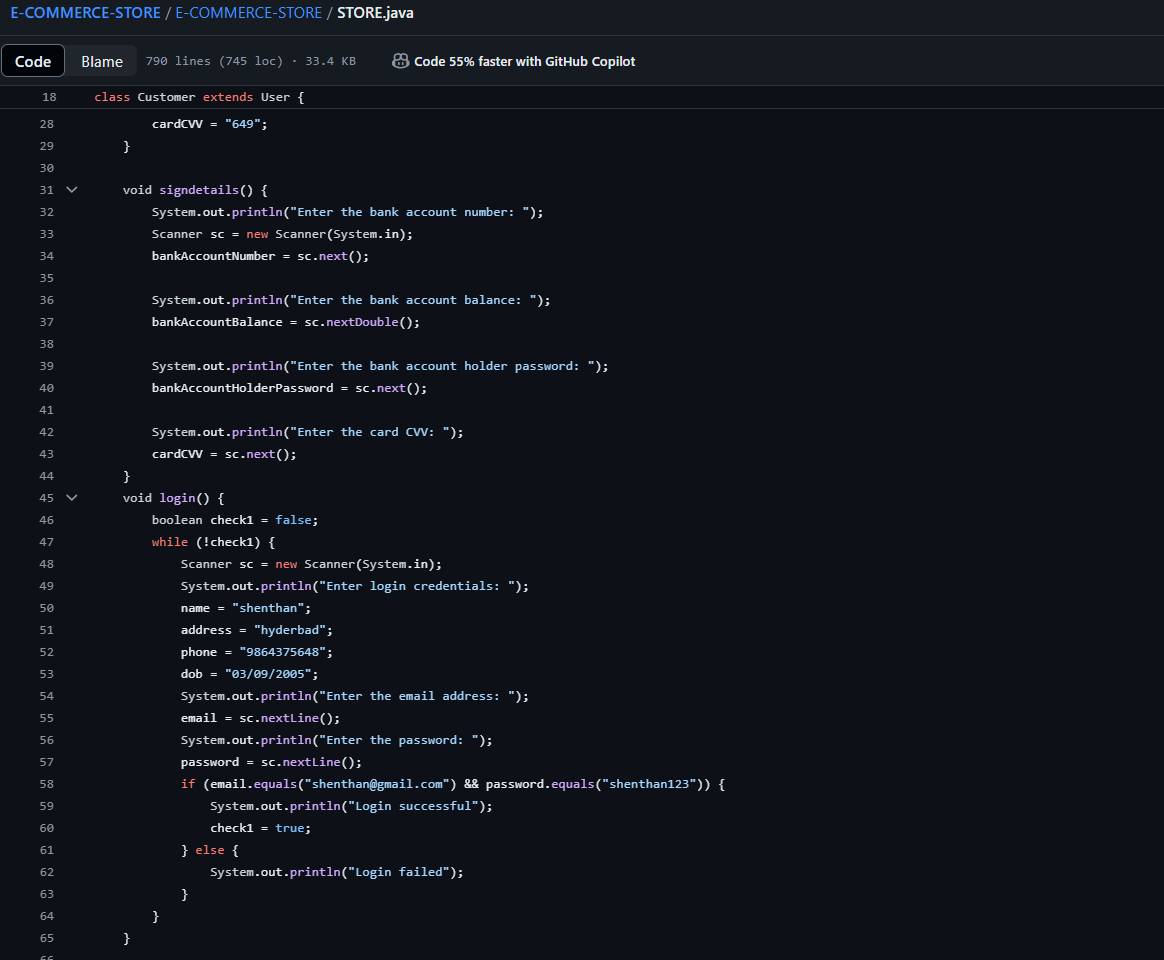 E-COMMERCE-STORE / E-COMMERCE-STORE / STORE.java
Code Blame 790 lines (745 loc) · 33.4 KB Code 55% faster with GitHub Copilot
18 class Customer extends User {
28 cardCVV = "649";
29 }
30
31 void signdetails() {
32 System.out.println("Enter the bank account number: ");
33 Scanner sc = new Scanner(System.in);
34 bankAccountNumber = sc.next();
35
36 System.out.println("Enter the bank account balance: ");
37 bankAccountBalance = sc.nextDouble();
38
39 System.out.println("Enter the bank account holder password: ");
40 bankAccountHolderPassword = sc.next();
41
42 System.out.println("Enter the card CVV: ");
43 cardCVV = sc.next();
44 }
45 void login() {
46 boolean check1 = false;
47 while (!check1) {
48 Scanner sc = new Scanner(System.in);
49 System.out.println("Enter login credentials: ");
50 name = "shenthan";
51 address = "hyderbad";
52 phone = "9864375648";
53 dob = "03/09/2005";
54 System.out.println("Enter the email address: ");
55 email = sc.nextLine();
56 System.out.println("Enter the password: ");
57 password = sc.nextLine();
58 if (email.equals("shenthan@gmail.com") && password.equals("shenthan123")) {
59 System.out.println("Login successful");
60 check1 = true;
61 } else {
62 System.out.println("Login failed");
63 }
64 }
65 }
66